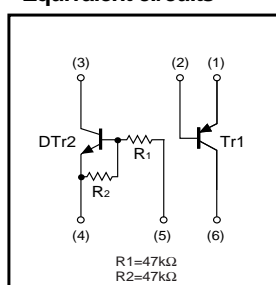 Equivalent circuits
(3) (2) (1)
DTr2 R1 Tr1
R2
(4) (5) (6)
R1=47kΩ
R2=47kΩ